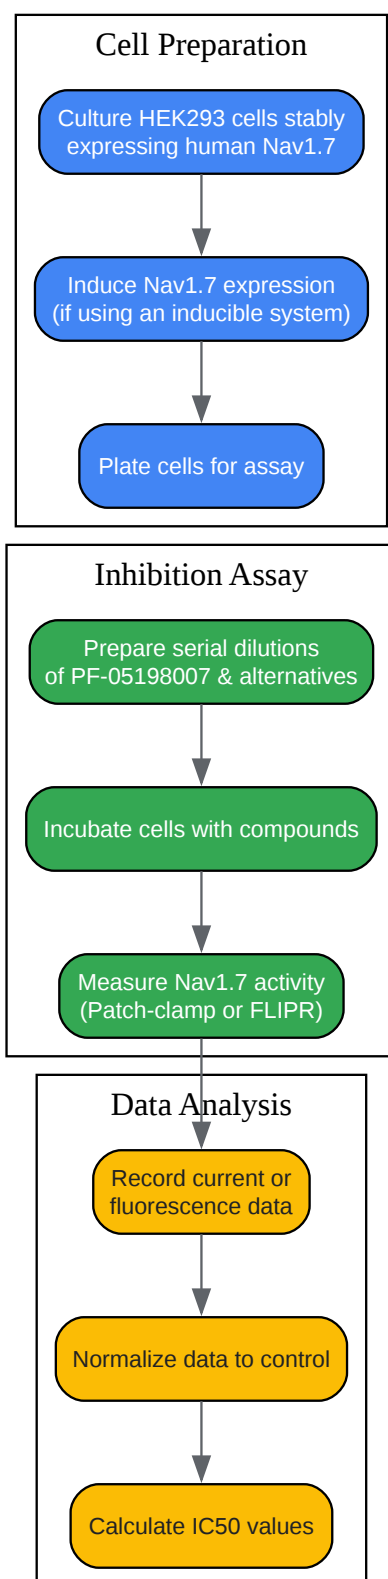 Cell Preparation
Culture HEK293 cells stably
expressing human Nav1.7
Induce Nav1.7 expression
(if using an inducible system)
Plate cells for assay
Inhibition Assay
Prepare serial dilutions
of PF-05198007 & alternatives
Incubate cells with compounds
Measure Nav1.7 activity
(Patch-clamp or FLIPR)
Data Analysis
Record current or
fluorescence data
Normalize data to control
Calculate IC50 values